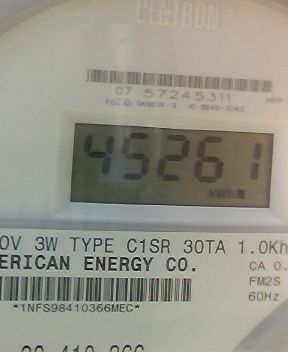 CENTRON®
07 57245311
45261
kWh
0V 3W TYPE C1SR 30TA 1.0Kh
ERICAN ENERGY CO.
CA 0.
FM2S
60Hz
*1NFS98410366MEC*